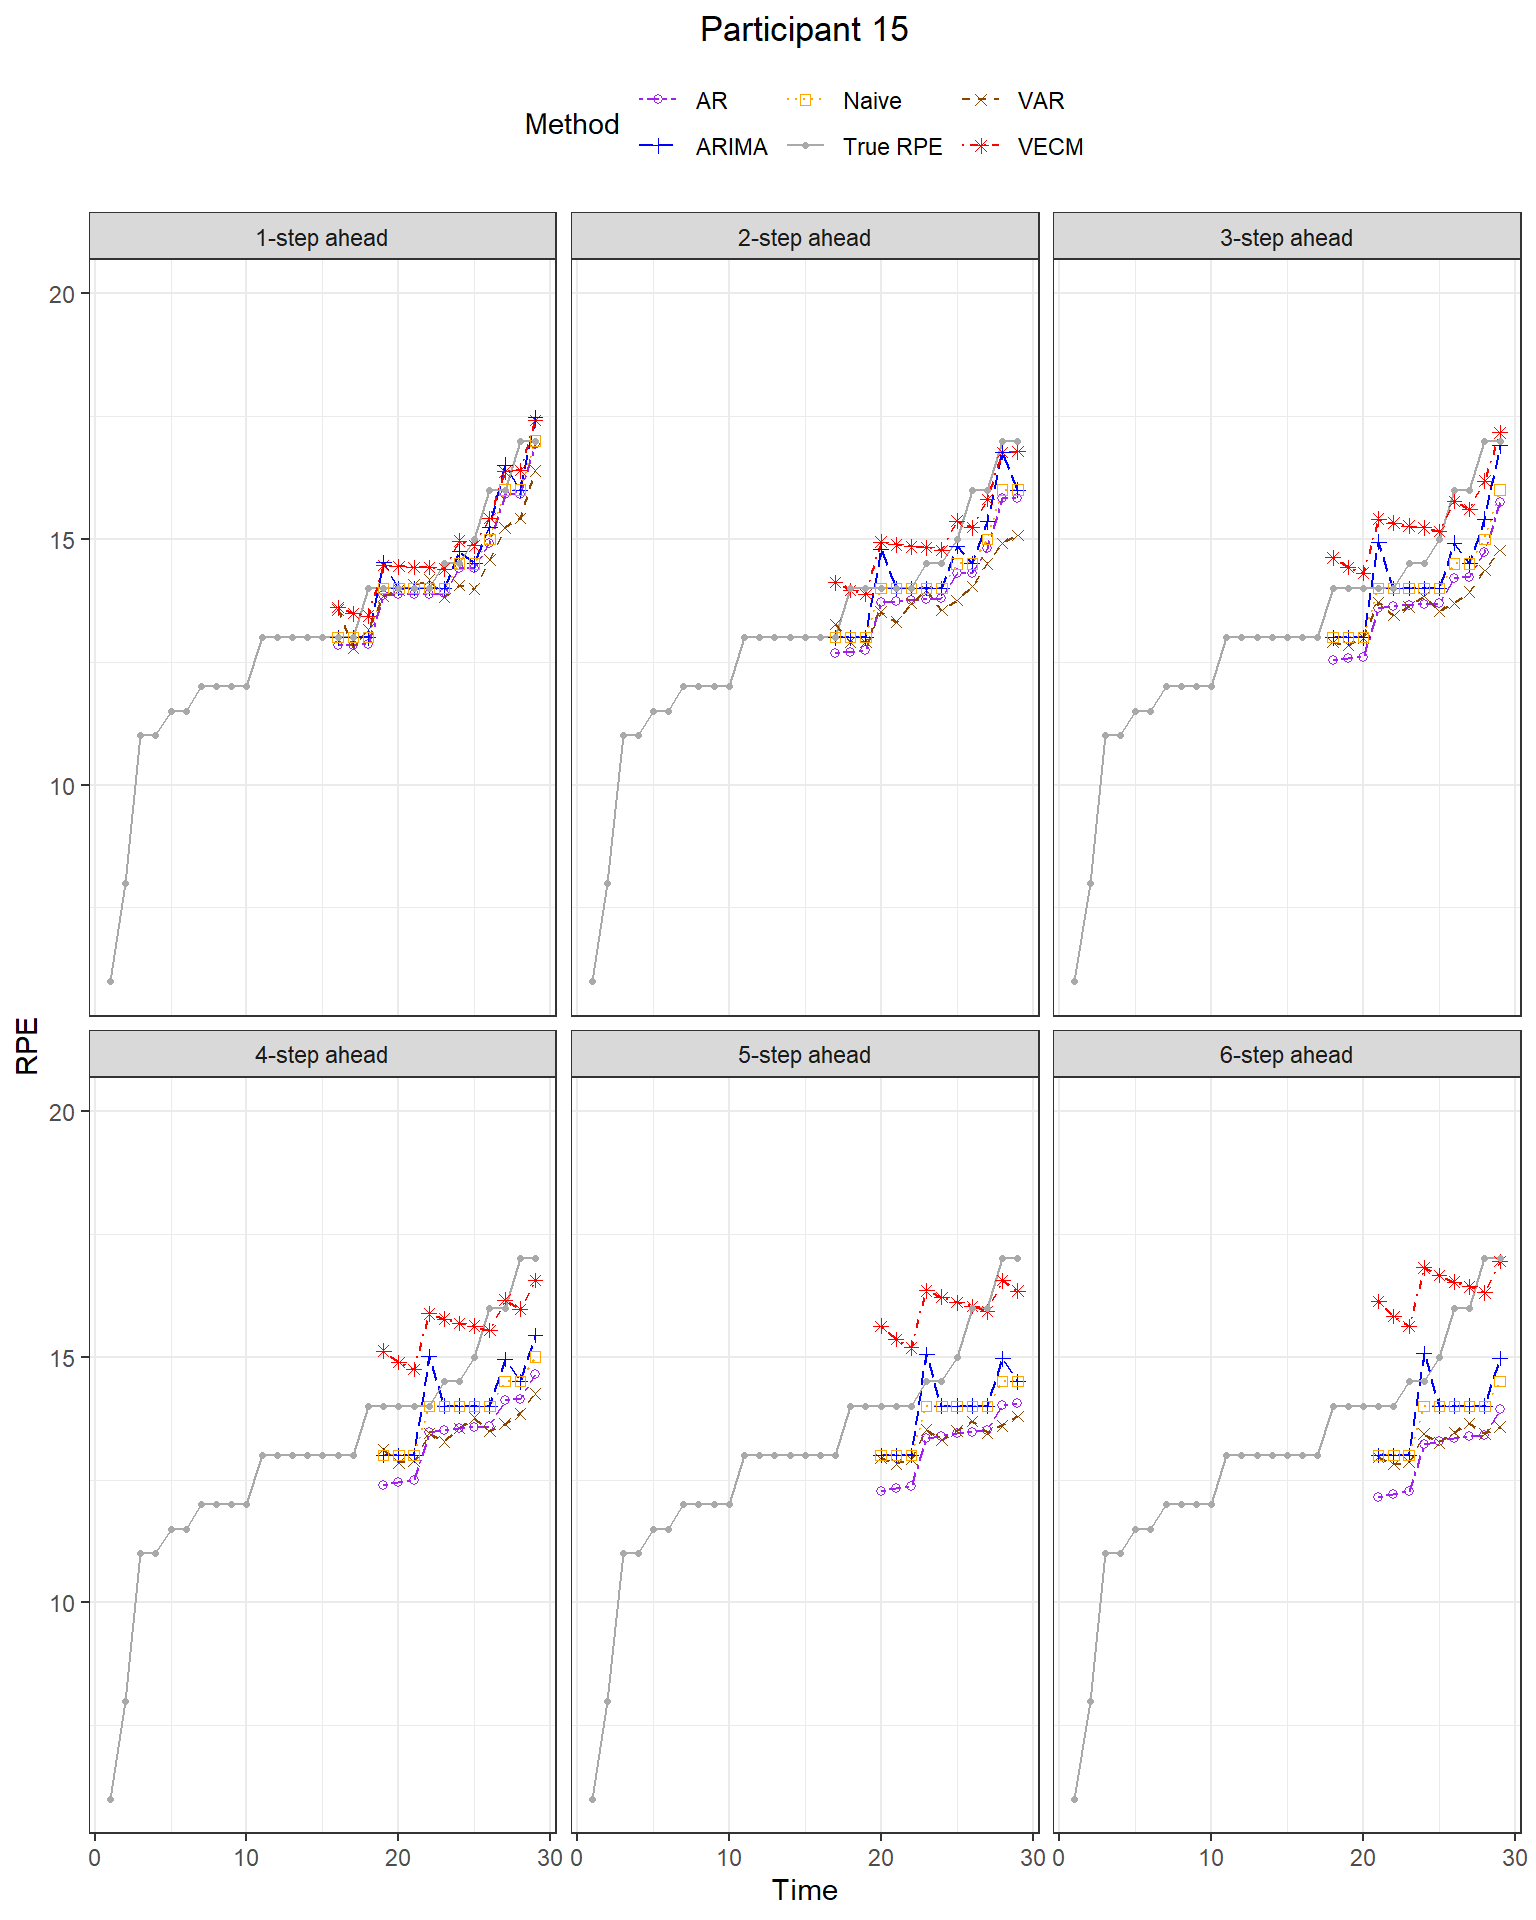 Participant 15
Method
AR
Naive
VAR
ARIMA
True RPE
VECM
1-step ahead
2-step ahead
3-step ahead
20
15
10
RPE
4-step ahead
5-step ahead
6-step ahead
20
15
10
0 10 20 30 0 10 20 30 0 10 20 30
Time